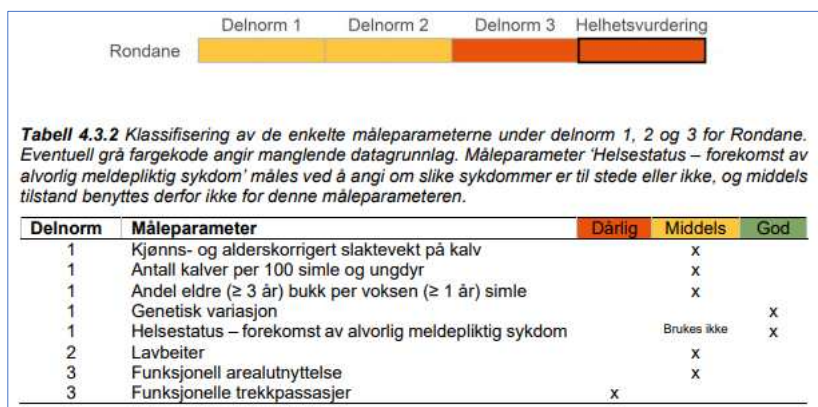 Delnorm 1 Delnorm 2 Delnorm 3 Helhetsvurdering
Rondane
Tabell 4.3.2 Klassifisering av de enkelte måleparameterne under delnorm 1, 2 og 3 for Rondane.
Eventuell grå fargekode angir manglende datagrunnlag. Måleparameter 'Helsestatus – forekomst av
alvorlig meldepliktig sykdom' måles ved å angi om slike sykdommer er til stede eller ikke, og middels
tilstand benyttes derfor ikke for denne måleparameteren.
Delnorm Måleparameter Dårlig Middels God
1 Kjønns- og alderskorrigert slaktevekt på kalv x
1 Antall kalver per 100 simle og ungdyr x
1 Andel eldre (≥ 3 år) bukk per voksen (≥ 1 år) simle x
1 Genetisk variasjon x
1 Helsestatus – forekomst av alvorlig meldepliktig sykdom Brukes ikke x
2 Lavbeiter x
3 Funksjonell arealutnyttelse x
3 Funksjonelle trekkpassasjer x